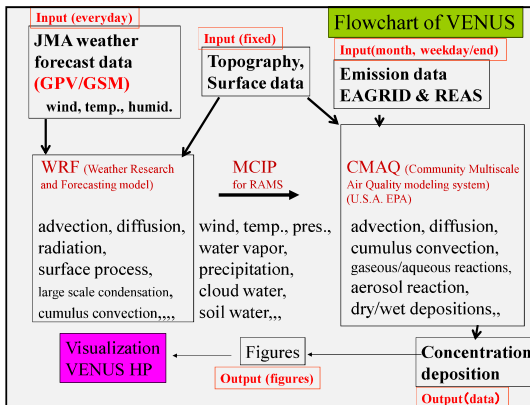 Flowchart of VENUS
Input (everyday)
JMA weather
forecast data
(GPV/GSM)
wind, temp., humid.
Input (fixed)
Topography,
Surface data
Input(month, weekday/end)
Emission data
EAGRID & REAS
WRF (Weather Research
and Forecasting model)
advection, diffusion,
radiation,
surface process,
large scale condensation,
cumulus convection,,,,
MCIP
for RAMS
wind, temp., pres.,
water vapor,
precipitation,
cloud water,
soil water,,,
CMAQ (Community Multiscale
Air Quality modeling system)
(U.S.A. EPA)
advection, diffusion,
cumulus convection,
gaseous/aqueous reactions,
aerosol reaction,
dry/wet depositions,,
Visualization
VENUS HP
Figures
Output (figures)
Concentration
deposition
Output(data)